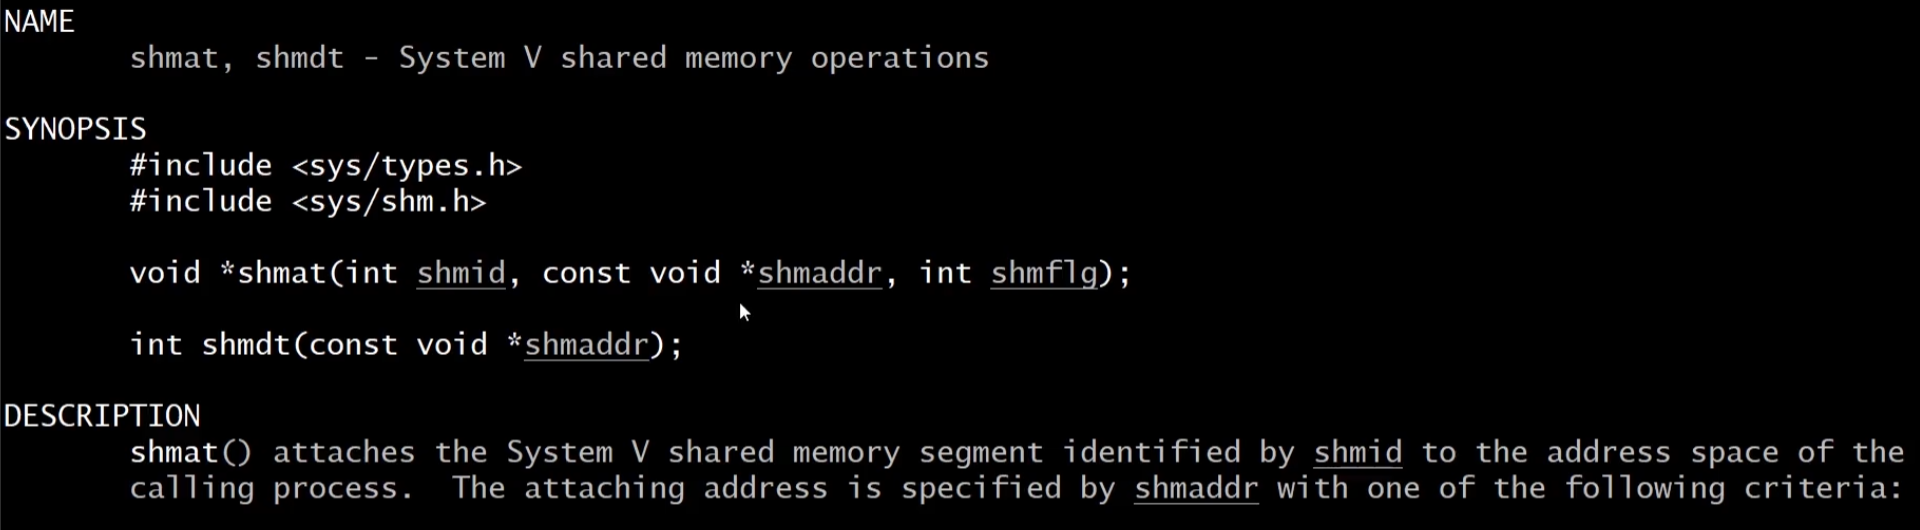 NAME
shmat, shmdt - System V shared memory operations
SYNOPSIS
#include <sys/types.h>
#include <sys/shm.h>
void *shmat(int shmid, const void *shmaddr, int shmflg);
int shmdt(const void *shmaddr);
DESCRIPTION
shmat() attaches the System V shared memory segment identified by shmid to the address space of the
calling process.  The attaching address is specified by shmaddr with one of the following criteria: